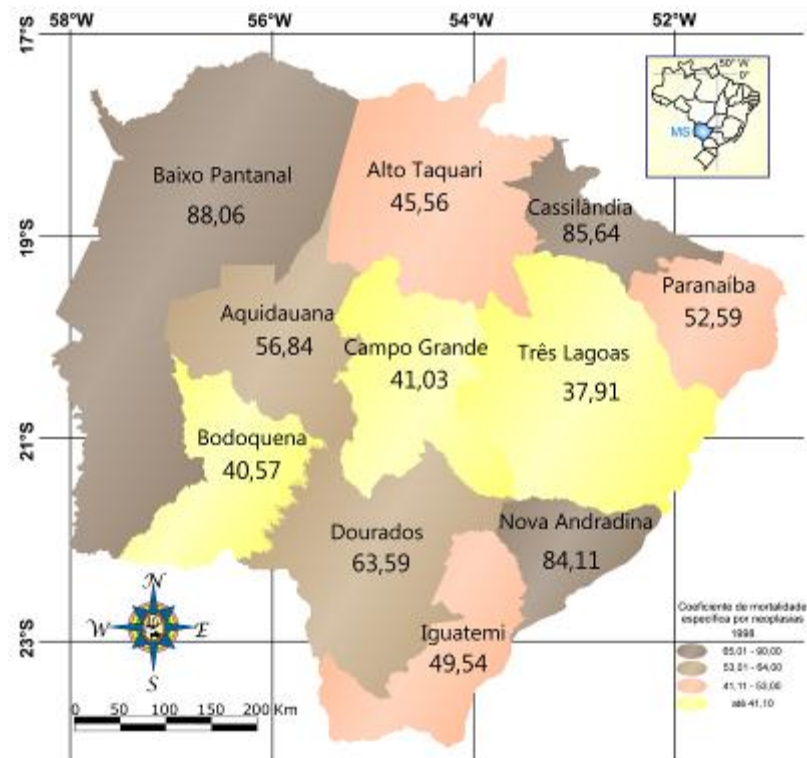 58°W 56°W 54°W 52°W
17°S
19°S
21°S
23°S
50° W
0°
MS
Baixo Pantanal
88,06
Alto Taquari
45,56
Cassilândia
85,64
Paranaíba
52,59
Aquidauana
56,84
Campo Grande
41,03
Três Lagoas
37,91
Bodoquena
40,57
Dourados
63,59
Nova Andradina
84,11
Iguatemi
49,54
N
W E
S
0 50 100 150 200 Km
Coeficiente de mortalidade
específica por neoplasias
1998
65,01 - 90,00
53,01 - 64,00
41,11 - 53,00
até 41,10